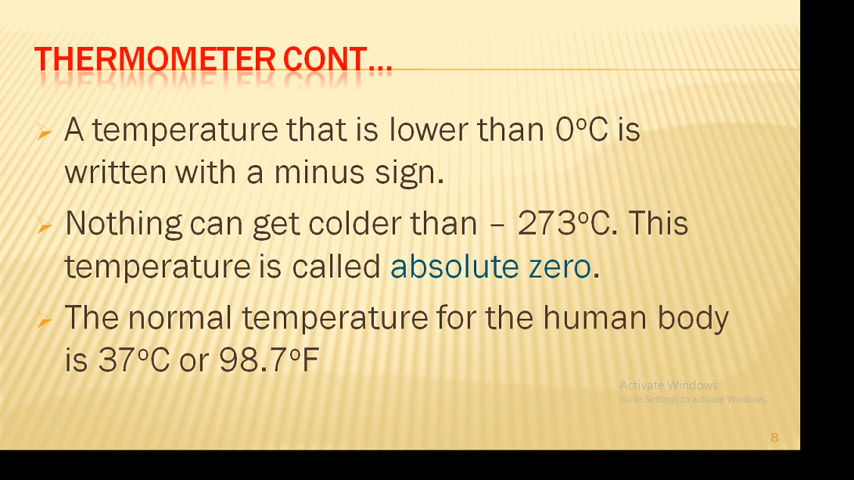 THERMOMETER CONT...
➢ A temperature that is lower than 0ºC is
written with a minus sign.
➢ Nothing can get colder than – 273ºC. This
temperature is called absolute zero.
➢ The normal temperature for the human body
is 37ºC or 98.7ºF
Activate Windows
Go to Settings to activate Windows.
8